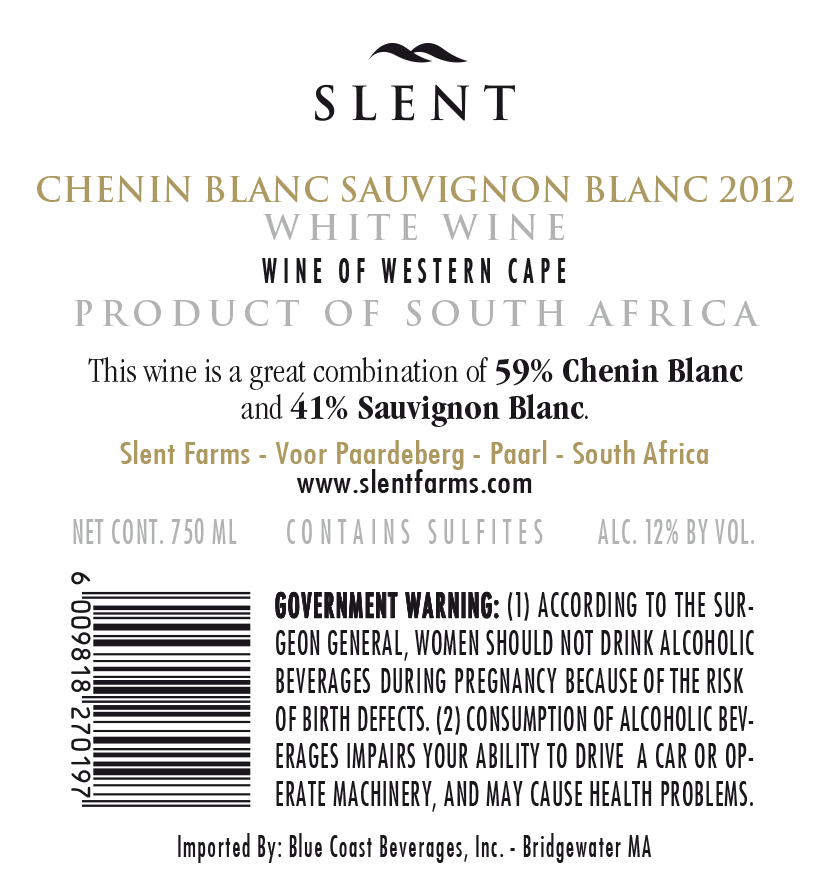 SLENT
CHENIN BLANC SAUVIGNON BLANC 2012
WHITE WINE
WINE OF WESTERN CAPE
PRODUCT OF SOUTH AFRICA
This wine is a great combination of 59% Chenin Blanc
and 41% Sauvignon Blanc.
Slent Farms - Voor Paardeberg - Paarl - South Africa
www.slentfarms.com
NET CONT. 750 ML CONTAINS SULFITES ALC. 12% BY VOL.
6 009818 270197
GOVERNMENT WARNING: (1) ACCORDING TO THE SUR-
GEON GENERAL, WOMEN SHOULD NOT DRINK ALCOHOLIC
BEVERAGES DURING PREGNANCY BECAUSE OF THE RISK
OF BIRTH DEFECTS. (2) CONSUMPTION OF ALCOHOLIC BEV-
ERAGES IMPAIRS YOUR ABILITY TO DRIVE A CAR OR OP-
ERATE MACHINERY, AND MAY CAUSE HEALTH PROBLEMS.
Imported By: Blue Coast Beverages, Inc. - Bridgewater MA